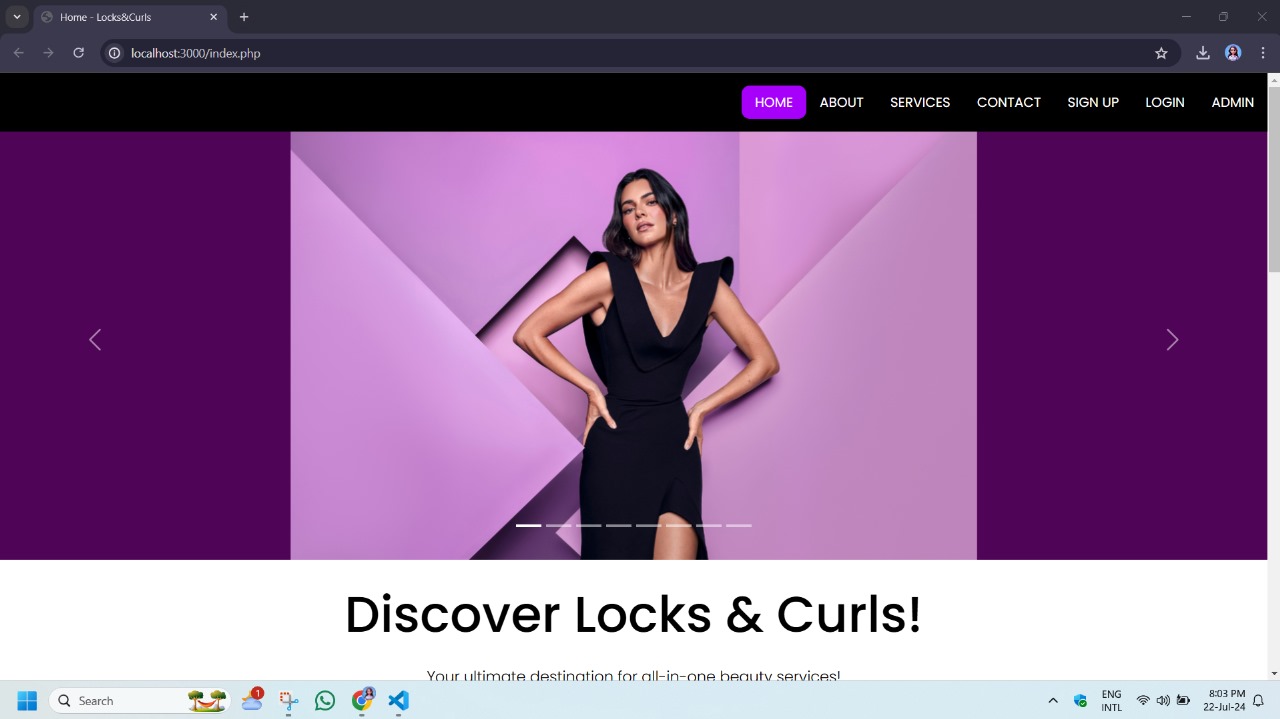 Home - Locks&Curls
localhost:3000/index.php
HOME ABOUT SERVICES CONTACT SIGN UP LOGIN ADMIN
Discover Locks & Curls!
Your ultimate destination for all-in-one beauty services!
Search
1
ENG
INTL
8:03 PM
22-Jul-24